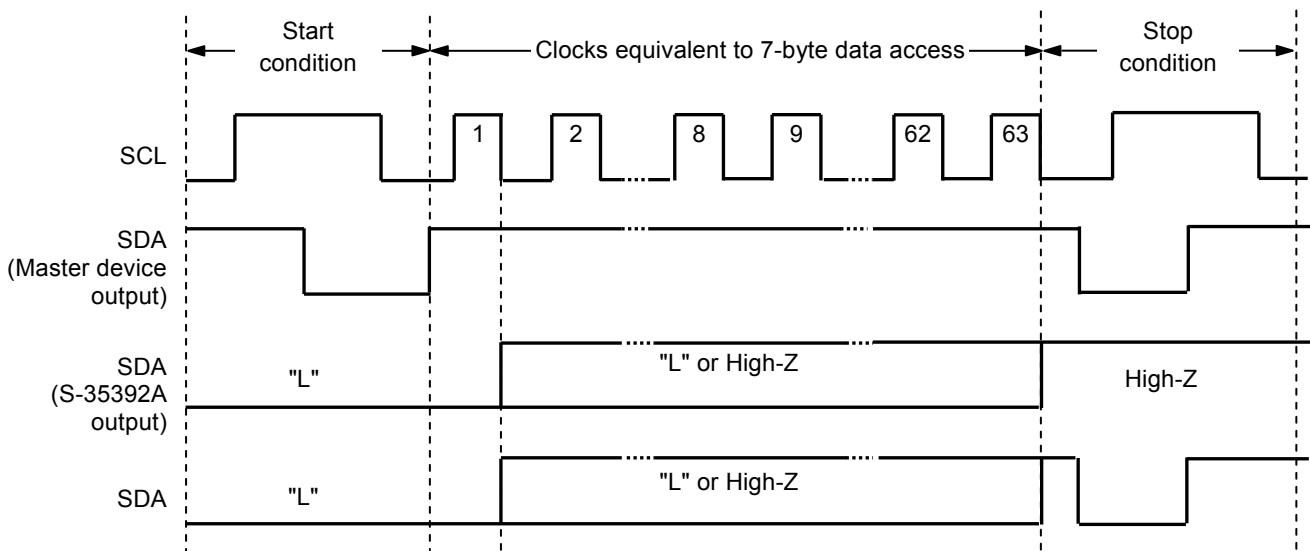 Start
condition
Clocks equivalent to 7-byte data access
Stop
condition
SCL
1
2
8
9
62
63
SDA
(Master device
output)
SDA
(S-35392A
output)
"L"
"L" or High-Z
High-Z
SDA
"L"
"L" or High-Z